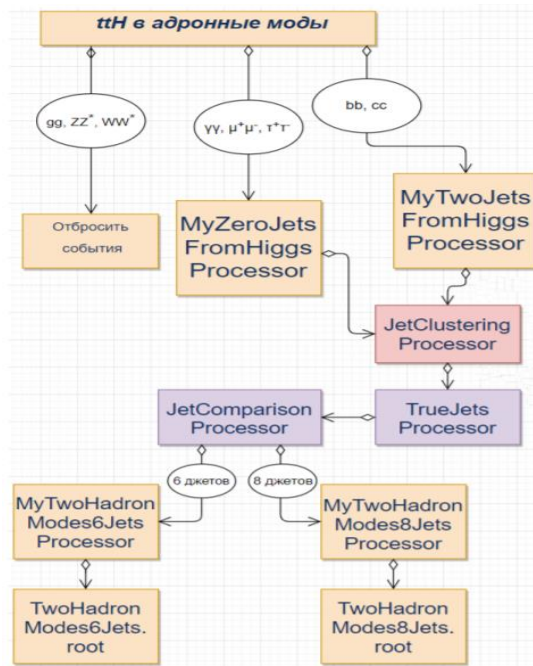 ttH в адронные моды
gg, ZZ*, WW*
γγ, μ⁺μ⁻, τ⁺τ⁻
bb, cc
Отбросить
события
MyZeroJets
FromHiggs
Processor
MyTwoJets
FromHiggs
Processor
JetClustering
Processor
JetComparison
Processor
TrueJets
Processor
6 джетов
8 джетов
MyTwoHadron
Modes6Jets
Processor
MyTwoHadron
Modes8Jets
Processor
TwoHadron
Modes6Jets.
root
TwoHadron
Modes8Jets.
root